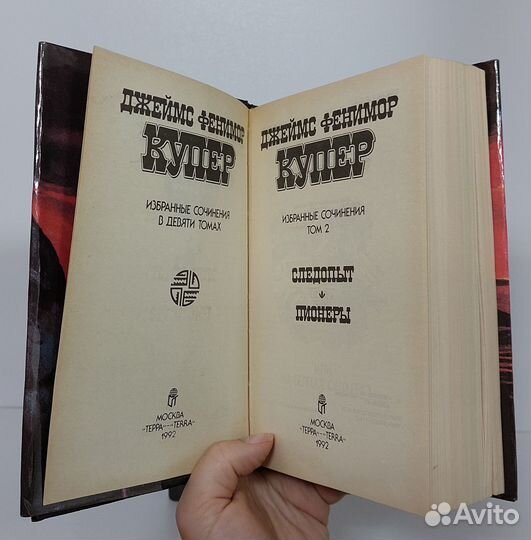 ДЖЕЙМС ФЕНИМОР
КУПЕР
ИЗБРАННЫЕ СОЧИНЕНИЯ
В ДЕВЯТИ ТОМАХ
МОСКВА
«ТЕРРА»—«TERRA»
1992
ДЖЕЙМС ФЕНИМОР
КУПЕР
ИЗБРАННЫЕ СОЧИНЕНИЯ
ТОМ 2
СЛЕДОПЫТ
ПИОНЕРЫ
МОСКВА
«ТЕРРА»—«TERRA»
1992
Avito